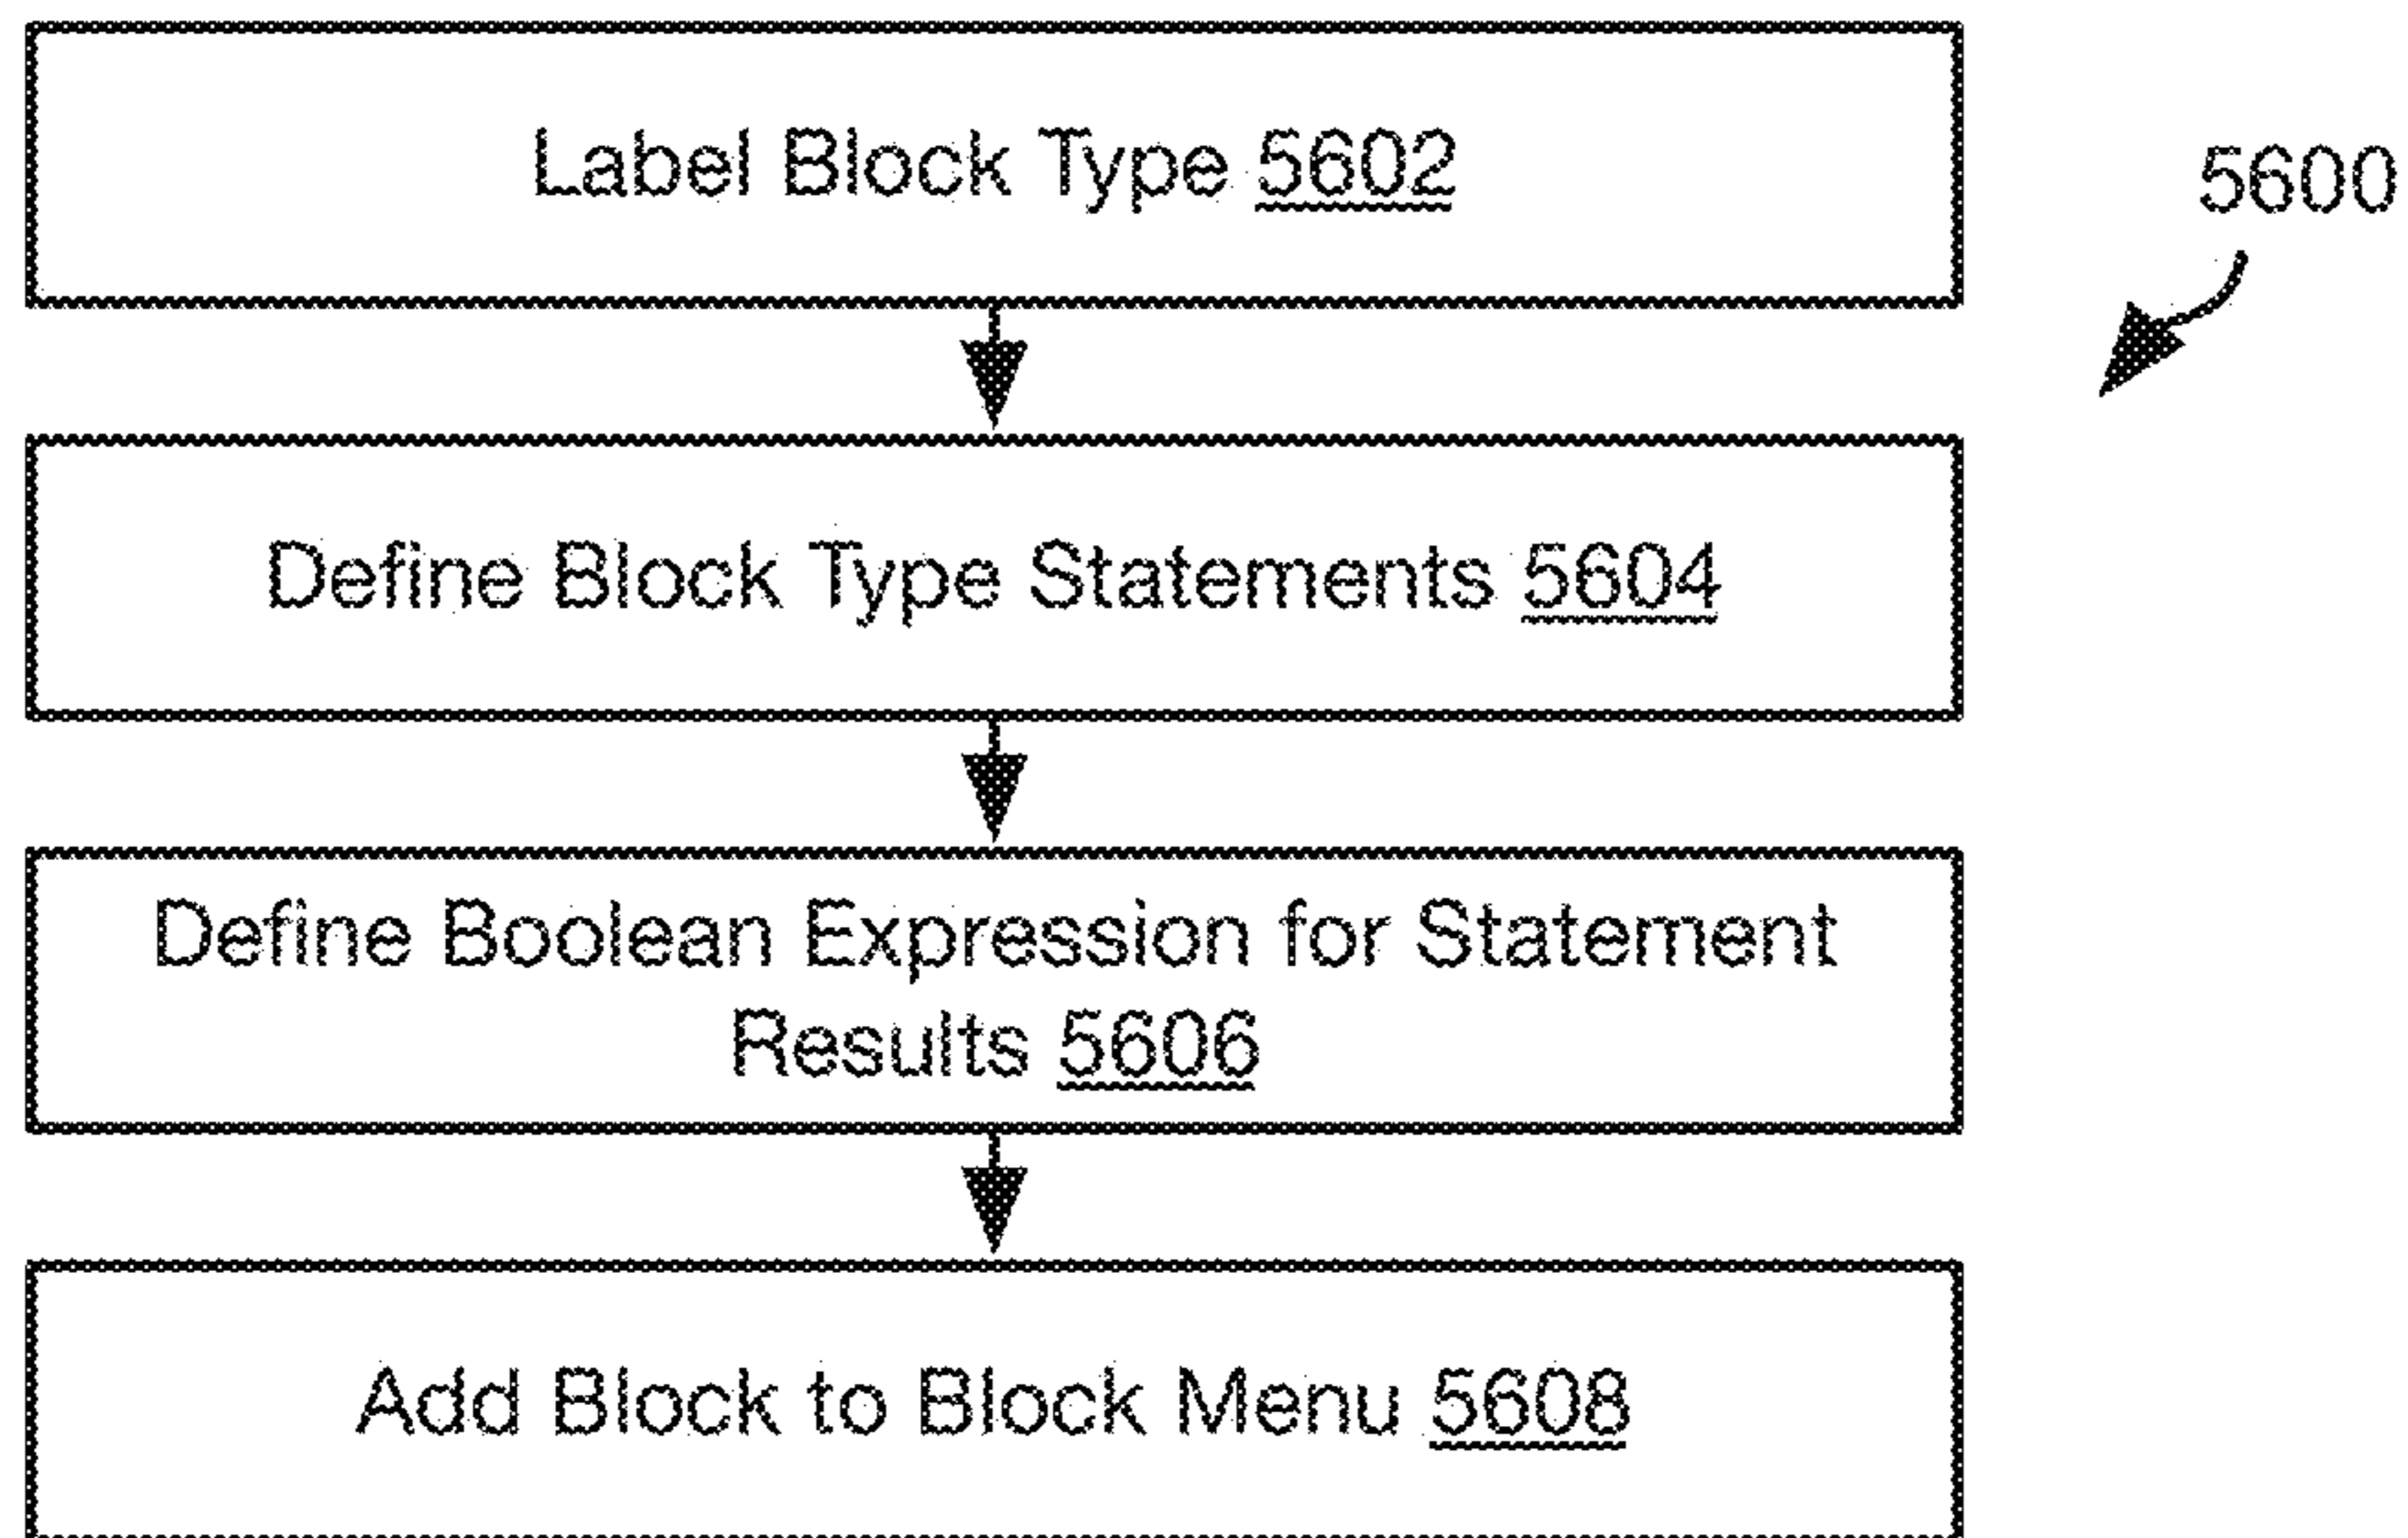 Label Block Type 5602
5600
Define Block Type Statements 5604
Define Boolean Expression for Statement
Results 5606
Add Block to Block Menu 5608